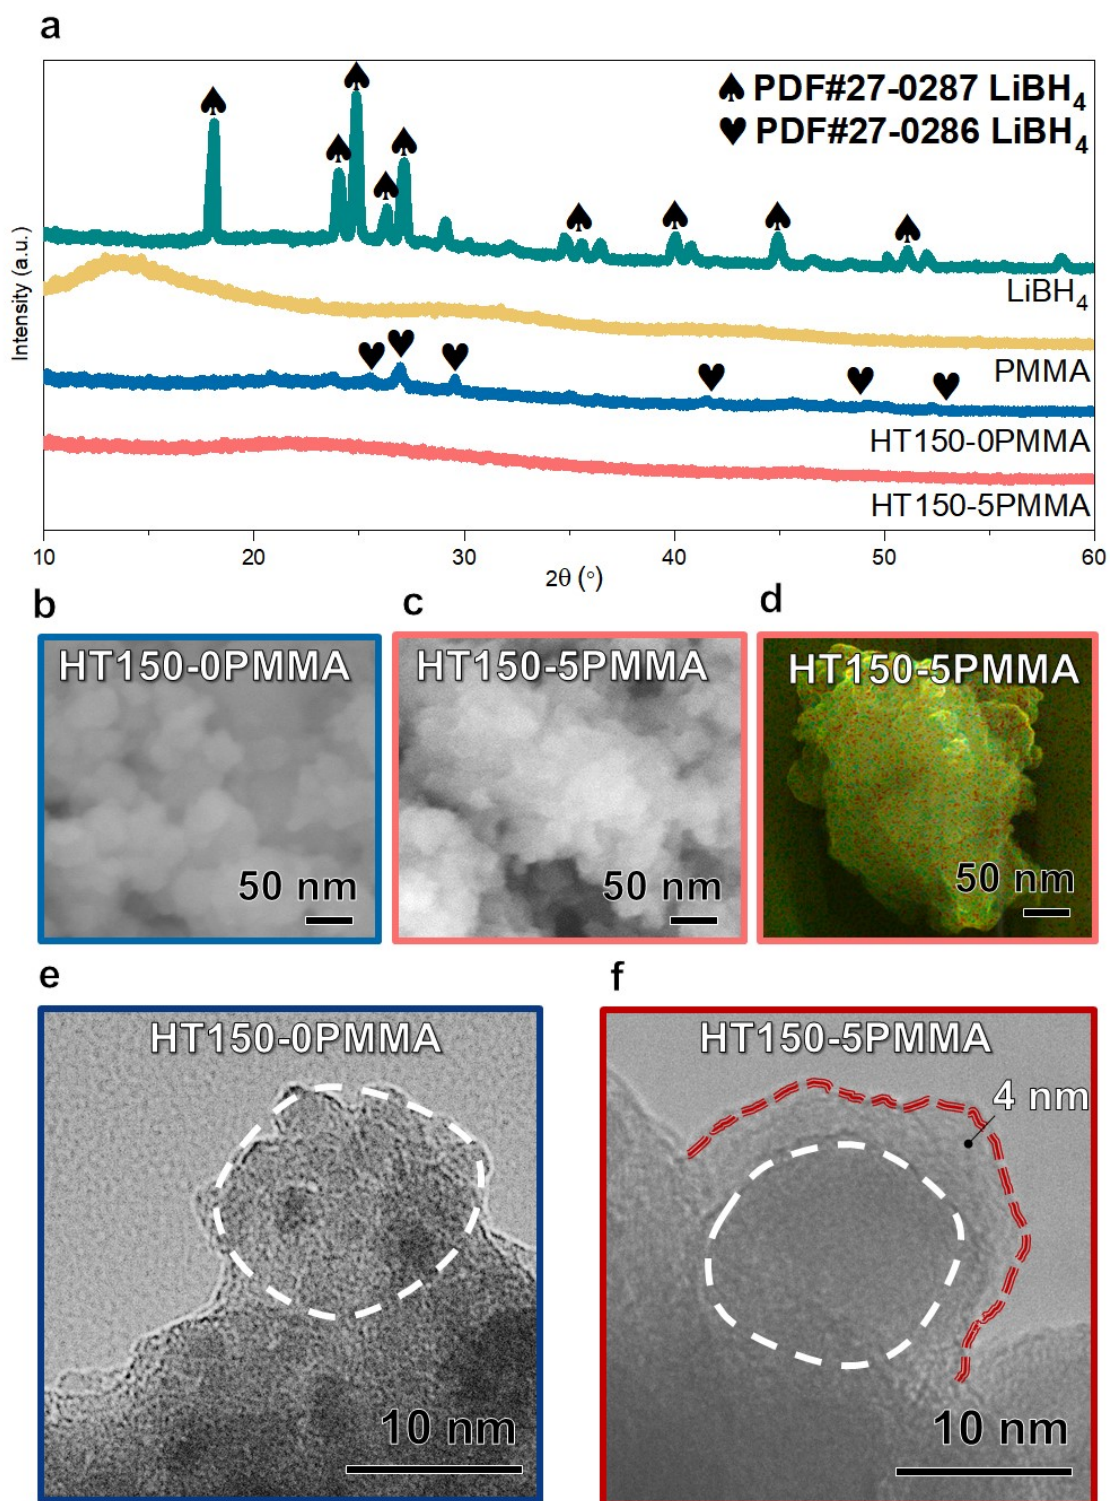 a
♠ PDF#27-0287 LiBH₄
♥ PDF#27-0286 LiBH₄
Intensity (a.u.)
LiBH₄
PMMA
HT150-0PMMA
HT150-5PMMA
10 20 30 40 50 60
2θ (°)
b
c
d
HT150-0PMMA
HT150-5PMMA
HT150-5PMMA
50 nm
50 nm
50 nm
e
f
HT150-0PMMA
HT150-5PMMA
4 nm
10 nm
10 nm